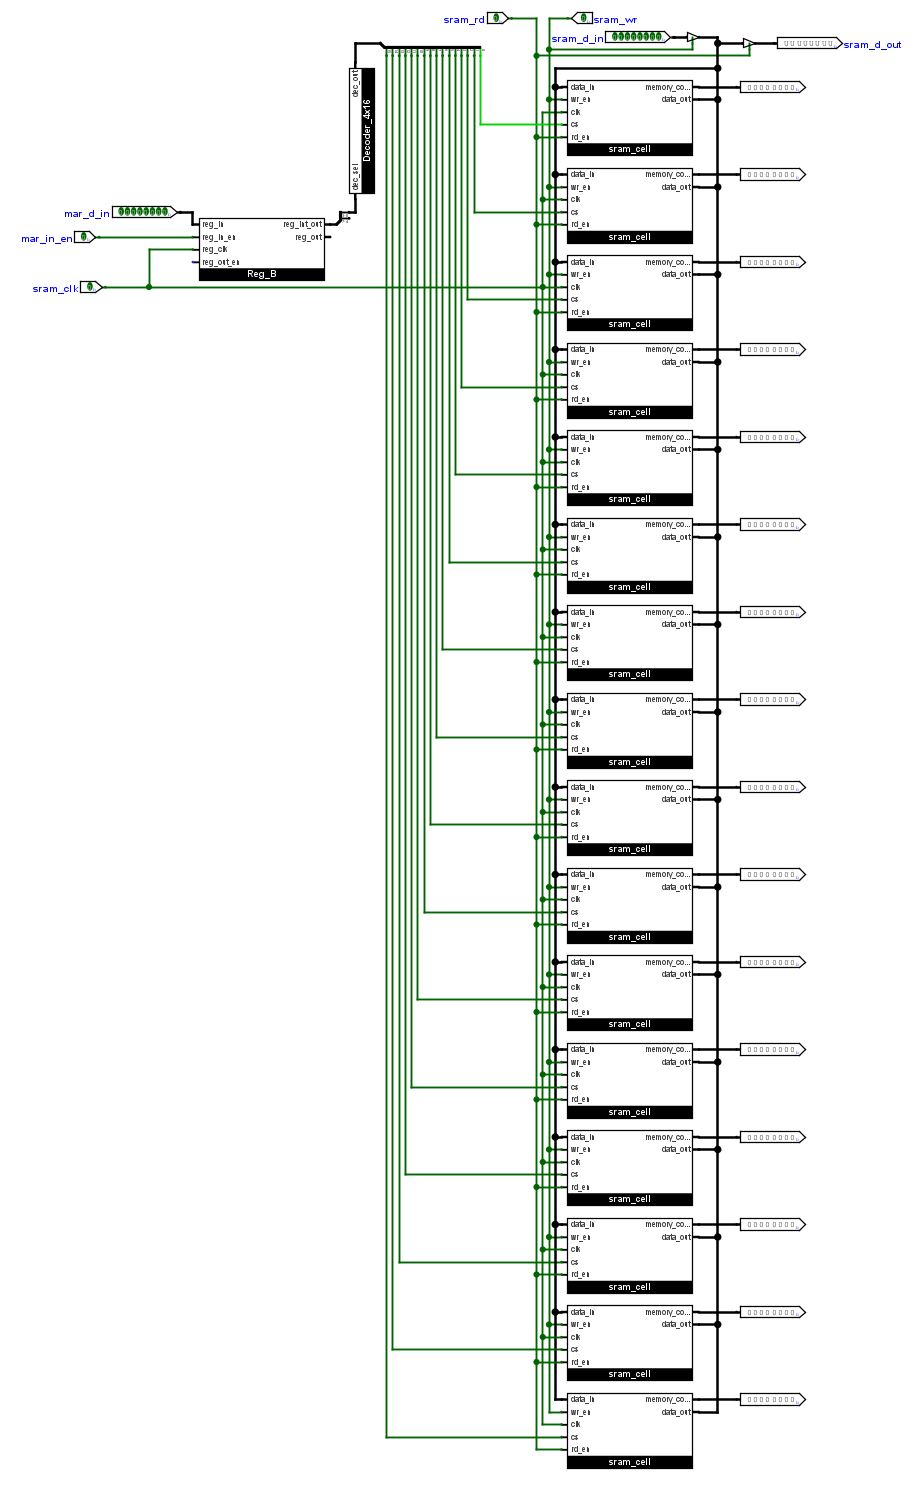 sram_rd
sram_wr
sram_d_in
sram_d_out
dec_out
Decoder_4x16
dec_sel
mar_d_in
mar_in_en
sram_clk
reg_in reg_int_out
reg_in_en reg_out
reg_clk
reg_out_en
Reg_B
data_in memory_co...
wr_en data_out
clk
cs
rd_en
sram_cell
data_in memory_co...
wr_en data_out
clk
cs
rd_en
sram_cell
data_in memory_co...
wr_en data_out
clk
cs
rd_en
sram_cell
data_in memory_co...
wr_en data_out
clk
cs
rd_en
sram_cell
data_in memory_co...
wr_en data_out
clk
cs
rd_en
sram_cell
data_in memory_co...
wr_en data_out
clk
cs
rd_en
sram_cell
data_in memory_co...
wr_en data_out
clk
cs
rd_en
sram_cell
data_in memory_co...
wr_en data_out
clk
cs
rd_en
sram_cell
data_in memory_co...
wr_en data_out
clk
cs
rd_en
sram_cell
data_in memory_co...
wr_en data_out
clk
cs
rd_en
sram_cell
data_in memory_co...
wr_en data_out
clk
cs
rd_en
sram_cell
data_in memory_co...
wr_en data_out
clk
cs
rd_en
sram_cell
data_in memory_co...
wr_en data_out
clk
cs
rd_en
sram_cell
data_in memory_co...
wr_en data_out
clk
cs
rd_en
sram_cell
data_in memory_co...
wr_en data_out
clk
cs
rd_en
sram_cell
data_in memory_co...
wr_en data_out
clk
cs
rd_en
sram_cell